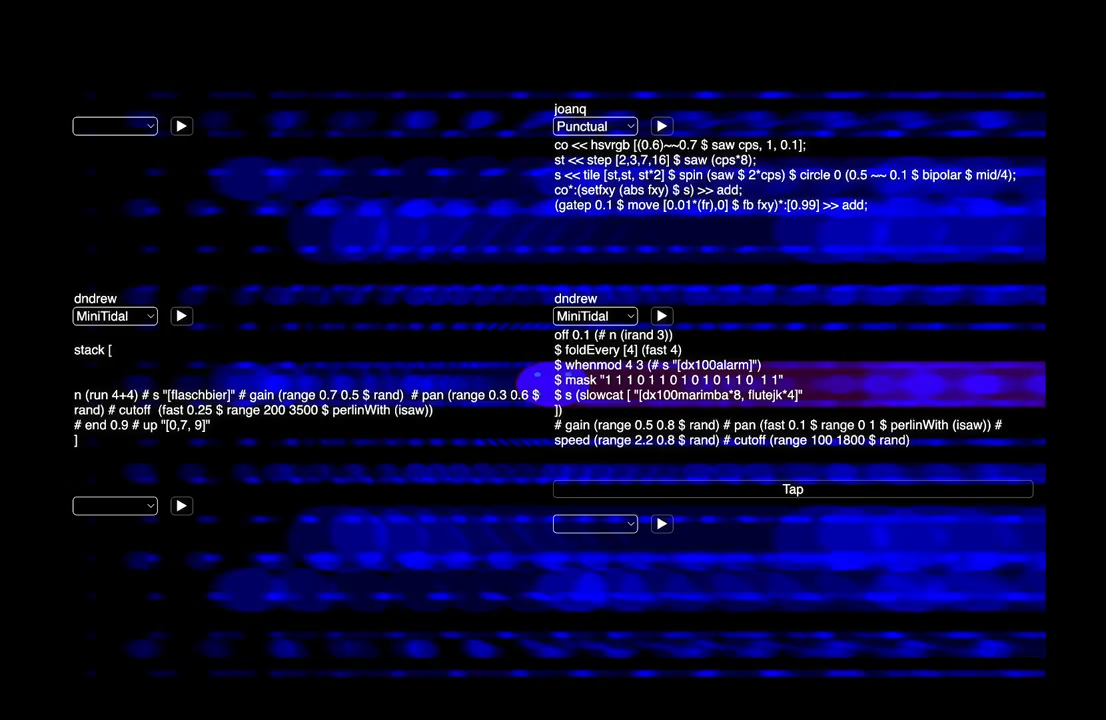 joanq
Punctual
co << hsvrgb [(0.6)~~0.7 $ saw cps, 1, 0.1];
st << step [2,3,7,16] $ saw (cps*8);
s << tile [st,st, st*2] $ spin (saw $ 2*cps) $ circle 0 (0.5 ~~ 0.1 $ bipolar $ mid/4);
co*:(setfxy (abs fxy) $ s) >> add;
(gatep 0.1 $ move [0.01*(fr),0] $ fb fxy)*:[0.99] >> add;
dndrew
MiniTidal
stack [
n (run 4+4) # s "[flaschbier]" # gain (range 0.7 0.5 $ rand)  # pan (range 0.3 0.6 $
rand) # cutoff  (fast 0.25 $ range 200 3500 $ perlinWith (isaw))
# end 0.9 # up "[0,7, 9]"
]
dndrew
MiniTidal
off 0.1 (# n (irand 3))
$ foldEvery [4] (fast 4)
$ whenmod 4 3 (# s "[dx100alarm]")
$ mask "1 1 1 0 1 1 0 1 0 1 0 1 1 0  1 1"
$ s (slowcat [ "[dx100marimba*8, flutejk*4]"
])
# gain (range 0.5 0.8 $ rand) # pan (fast 0.1 $ range 0 1 $ perlinWith (isaw)) #
speed (range 2.2 0.8 $ rand) # cutoff (range 100 1800 $ rand)
Tap